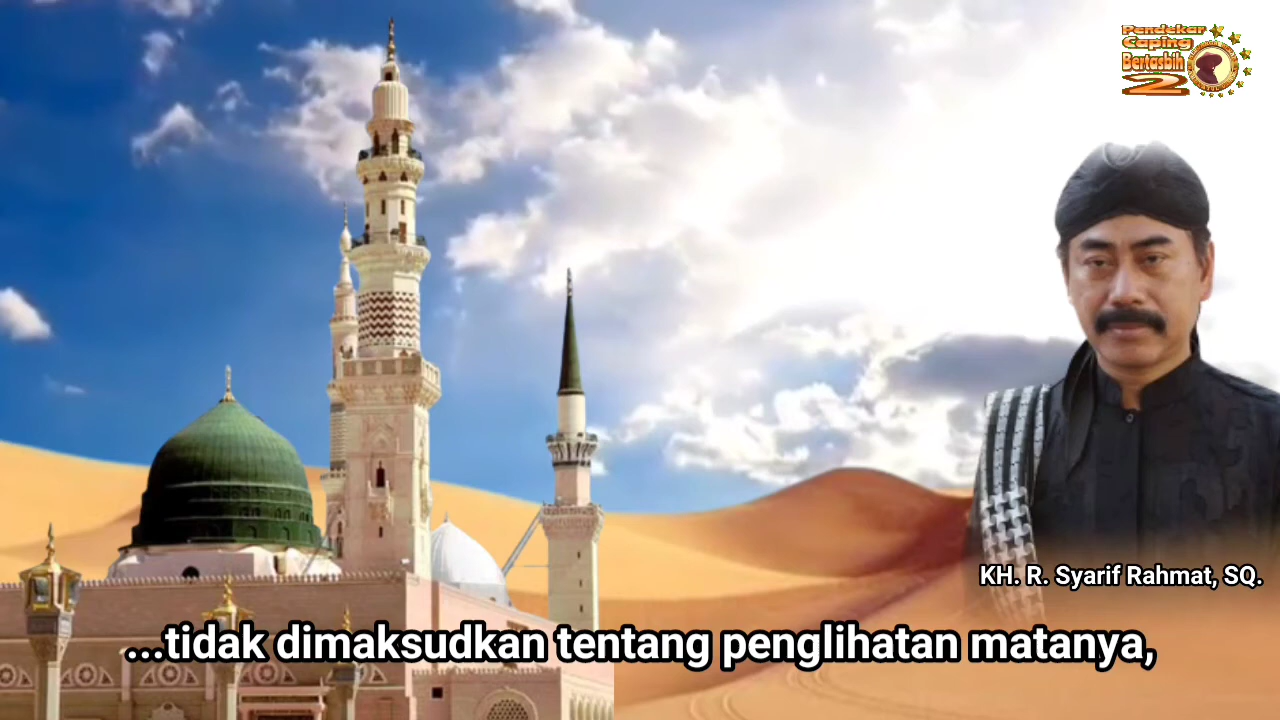 Pendekar
Caping
Bertasbih
2
KH. R. Syarif Rahmat, SQ.
...tidak dimaksudkan tentang penglihatan matanya,